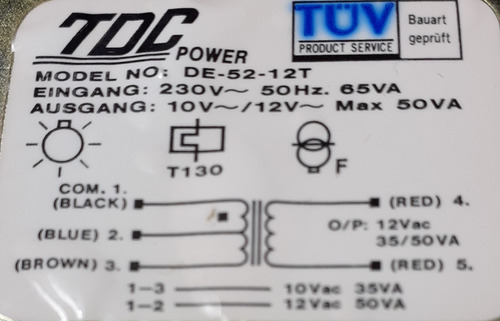 TDC POWER
TÜV
PRODUCT SERVICE
Bauart
geprüft
MODEL NO: DE-52-12T
EINGANG: 230V~ 50Hz. 65VA
AUSGANG: 10V~/12V~ Max 50VA
T130
F
COM. 1.
(BLACK)
(BLUE) 2.
(BROWN) 3.
(RED) 4.
O/P: 12Vac
35/50VA
(RED) 5.
1-3 10Vac 35VA
1-2 12Vac 50VA